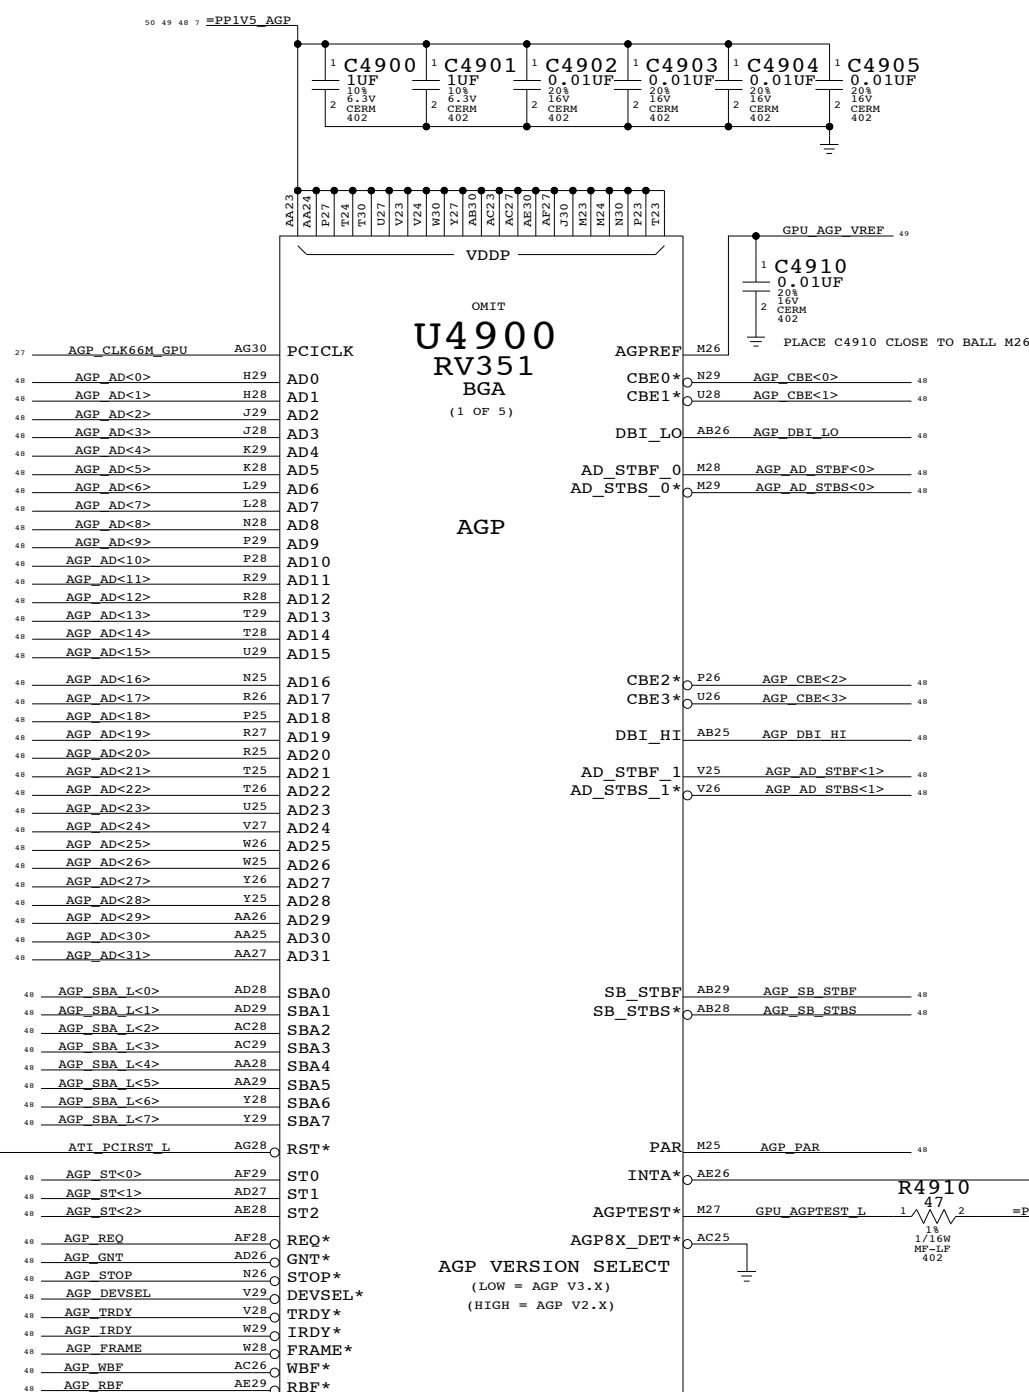 50 49 48 7 =PP1V5_AGP
1 C4900 1UF 10% 6.3V CERM 402 2
1 C4901 1UF 10% 6.3V CERM 402 2
1 C4902 0.01UF 20% 16V CERM 402 2
1 C4903 0.01UF 20% 16V CERM 402 2
1 C4904 0.01UF 20% 16V CERM 402 2
1 C4905 0.01UF 20% 16V CERM 402 2
AA23 AA24 P27 T24 T30 U27 V23 V24 W30 Y27 AB30 AC23 AC27 AE30 AF27 J30 M23 M24 N30 P23 T23
VDDP
GPU_AGP_VREF 49
1 C4910
0.01UF
20%
2 16V
CERM
402
PLACE C4910 CLOSE TO BALL M26
OMIT
U4900
RV351
BGA
(1 OF 5)
AGP
27 AGP_CLK66M_GPU AG30 PCICLK
48 AGP_AD<0> H29 AD0
48 AGP_AD<1> H28 AD1
48 AGP_AD<2> J29 AD2
48 AGP_AD<3> J28 AD3
48 AGP_AD<4> K29 AD4
48 AGP_AD<5> K28 AD5
48 AGP_AD<6> L29 AD6
48 AGP_AD<7> L28 AD7
48 AGP_AD<8> N28 AD8
48 AGP_AD<9> P29 AD9
48 AGP_AD<10> P28 AD10
48 AGP_AD<11> R29 AD11
48 AGP_AD<12> R28 AD12
48 AGP_AD<13> T29 AD13
48 AGP_AD<14> T28 AD14
48 AGP_AD<15> U29 AD15
48 AGP_AD<16> N25 AD16
48 AGP_AD<17> R26 AD17
48 AGP_AD<18> P25 AD18
48 AGP_AD<19> R27 AD19
48 AGP_AD<20> R25 AD20
48 AGP_AD<21> T25 AD21
48 AGP_AD<22> T26 AD22
48 AGP_AD<23> U25 AD23
48 AGP_AD<24> V27 AD24
48 AGP_AD<25> W26 AD25
48 AGP_AD<26> W25 AD26
48 AGP_AD<27> Y26 AD27
48 AGP_AD<28> Y25 AD28
48 AGP_AD<29> AA26 AD29
48 AGP_AD<30> AA25 AD30
48 AGP_AD<31> AA27 AD31
48 AGP_SBA_L<0> AD28 SBA0
48 AGP_SBA_L<1> AD29 SBA1
48 AGP_SBA_L<2> AC28 SBA2
48 AGP_SBA_L<3> AC29 SBA3
48 AGP_SBA_L<4> AA28 SBA4
48 AGP_SBA_L<5> AA29 SBA5
48 AGP_SBA_L<6> Y28 SBA6
48 AGP_SBA_L<7> Y29 SBA7
ATI_PCIRST_L AG28 RST*
48 AGP_ST<0> AF29 ST0
48 AGP_ST<1> AD27 ST1
48 AGP_ST<2> AE28 ST2
48 AGP_REQ AF28 REQ*
48 AGP_GNT AD26 GNT*
48 AGP_STOP N26 STOP*
48 AGP_DEVSEL V29 DEVSEL*
48 AGP_TRDY V28 TRDY*
48 AGP_IRDY W29 IRDY*
48 AGP_FRAME W28 FRAME*
48 AGP_WBF AC26 WBF*
48 AGP_RBF AE29 RBF*
AGPREF M26
CBE0* N29 AGP_CBE<0> 48
CBE1* U28 AGP_CBE<1> 48
DBI_LO AB26 AGP_DBI_LO 48
AD_STBF_0 M28 AGP_AD_STBF<0> 48
AD_STBS_0* M29 AGP_AD_STBS<0> 48
CBE2* P26 AGP_CBE<2> 48
CBE3* U26 AGP_CBE<3> 48
DBI_HI AB25 AGP_DBI_HI 48
AD_STBF_1 V25 AGP_AD_STBF<1> 48
AD_STBS_1* V26 AGP_AD_STBS<1> 48
SB_STBF AB29 AGP_SB_STBF 48
SB_STBS* AB28 AGP_SB_STBS 48
PAR M25 AGP_PAR 48
INTA* AE26
AGPTEST* M27 GPU_AGPTEST_L
R4910
47
1 2 =P
1%
1/16W
MF-LF
402
AGP8X_DET* AC25
AGP VERSION SELECT
(LOW = AGP V3.X)
(HIGH = AGP V2.X)